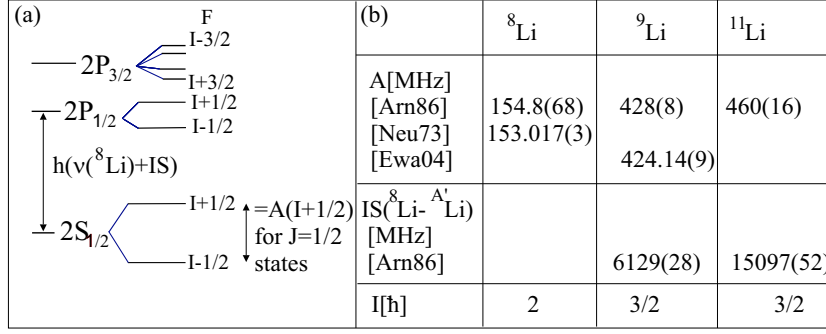 (a)
F
I-3/2
2P3/2
I+3/2
2P1/2
I+1/2
I-1/2
h(ν(⁸Li)+IS)
2S1/2
I+1/2
I-1/2
=A(I+1/2)
for J=1/2
states
(b) ⁸Li ⁹Li ¹¹Li
A[MHz]
[Arn86] 154.8(68) 428(8) 460(16)
[Neu73] 153.017(3)
[Ewa04] 424.14(9)
IS(⁸Li- ᴬ'Li)
[MHz]
[Arn86] 6129(28) 15097(52)
I[ħ] 2 3/2 3/2